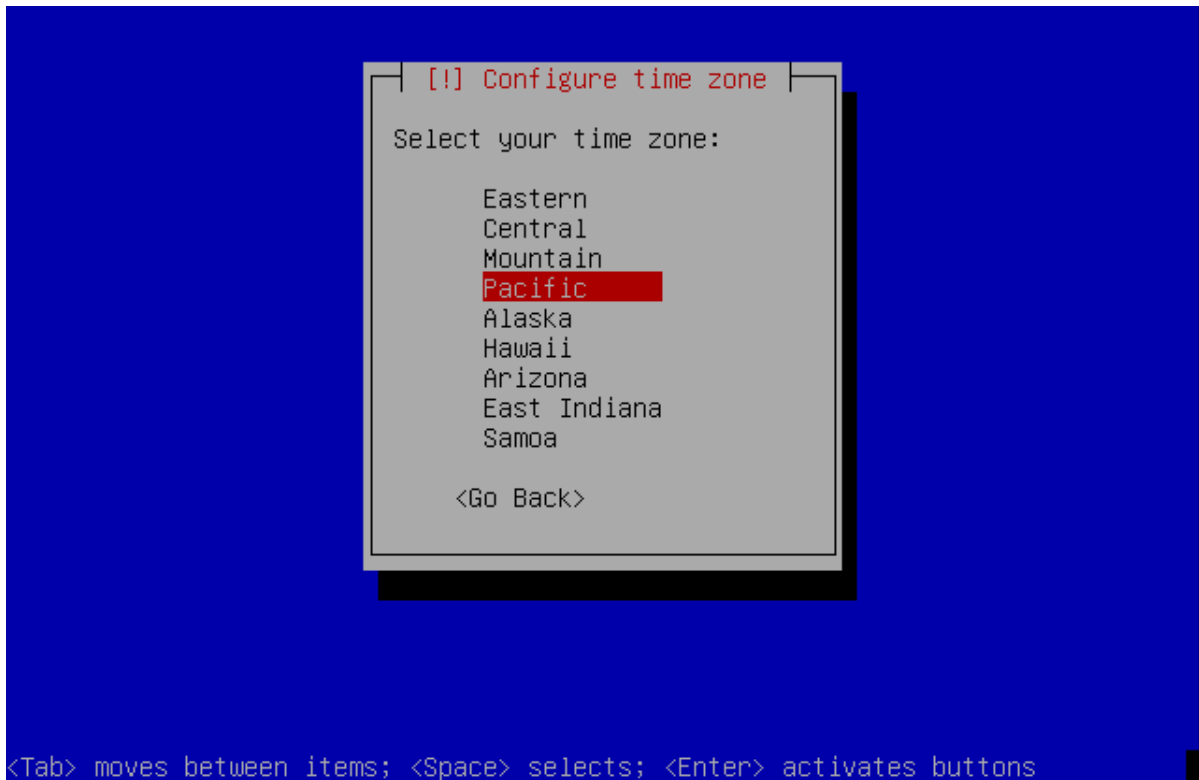 [!] Configure time zone
Select your time zone:
Eastern
Central
Mountain
Pacific
Alaska
Hawaii
Arizona
East Indiana
Samoa
<Go Back>
<Tab> moves between items; <Space> selects; <Enter> activates buttons